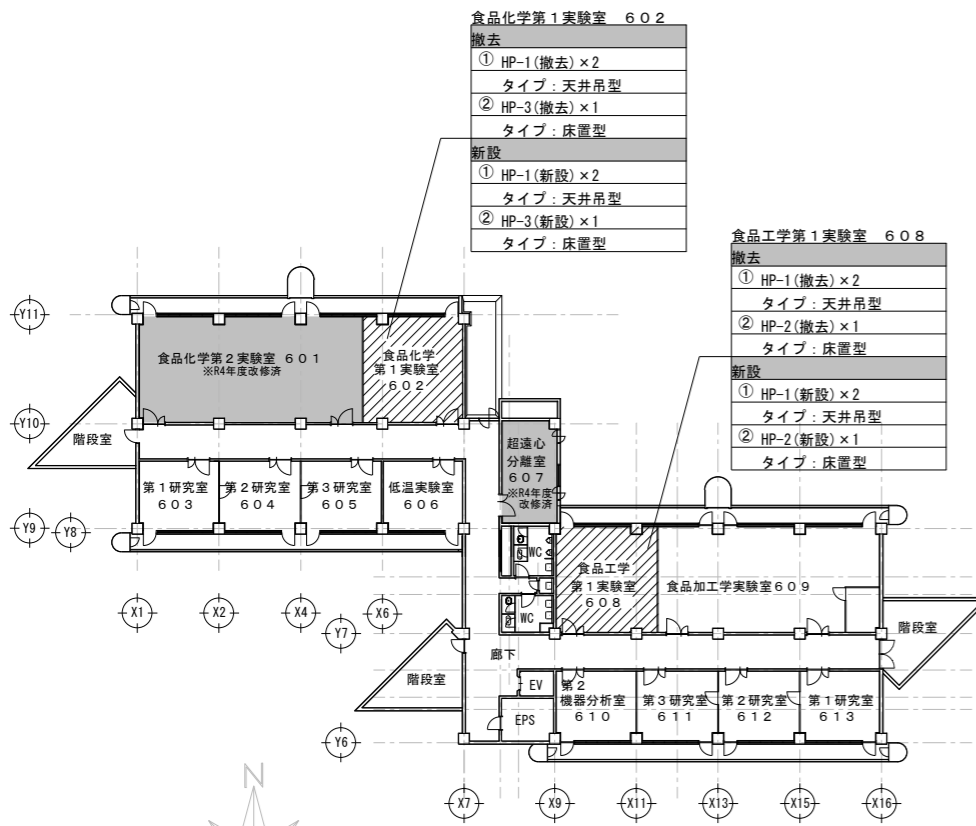 食品化学第1実験室 602
撤去
① HP-1(撤去)×2
タイプ：天井吊型
② HP-3(撤去)×1
タイプ：床置型
新設
① HP-1(新設)×2
タイプ：天井吊型
② HP-3(新設)×1
タイプ：床置型
食品工学第1実験室 608
撤去
① HP-1(撤去)×2
タイプ：天井吊型
② HP-2(撤去)×1
タイプ：床置型
新設
① HP-1(新設)×2
タイプ：天井吊型
② HP-2(新設)×1
タイプ：床置型
Y11
食品化学第2実験室 601
※R4年度改修済
食品化学
第1実験室
602
Y10
階段室
超遠心
分離室
607
※R4年度
改修済
第1研究室
603
第2研究室
604
第3研究室
605
低温実験室
606
Y9
Y8
WC
食品工学
第1実験室
608
食品加工学実験室609
X1
X2
X4
X6
WC
Y7
階段室
廊下
階段室
EV
EPS
第2
機器分析室
610
第3研究室
611
第2研究室
612
第1研究室
613
Y6
N
X7
X9
X11
X13
X15
X16